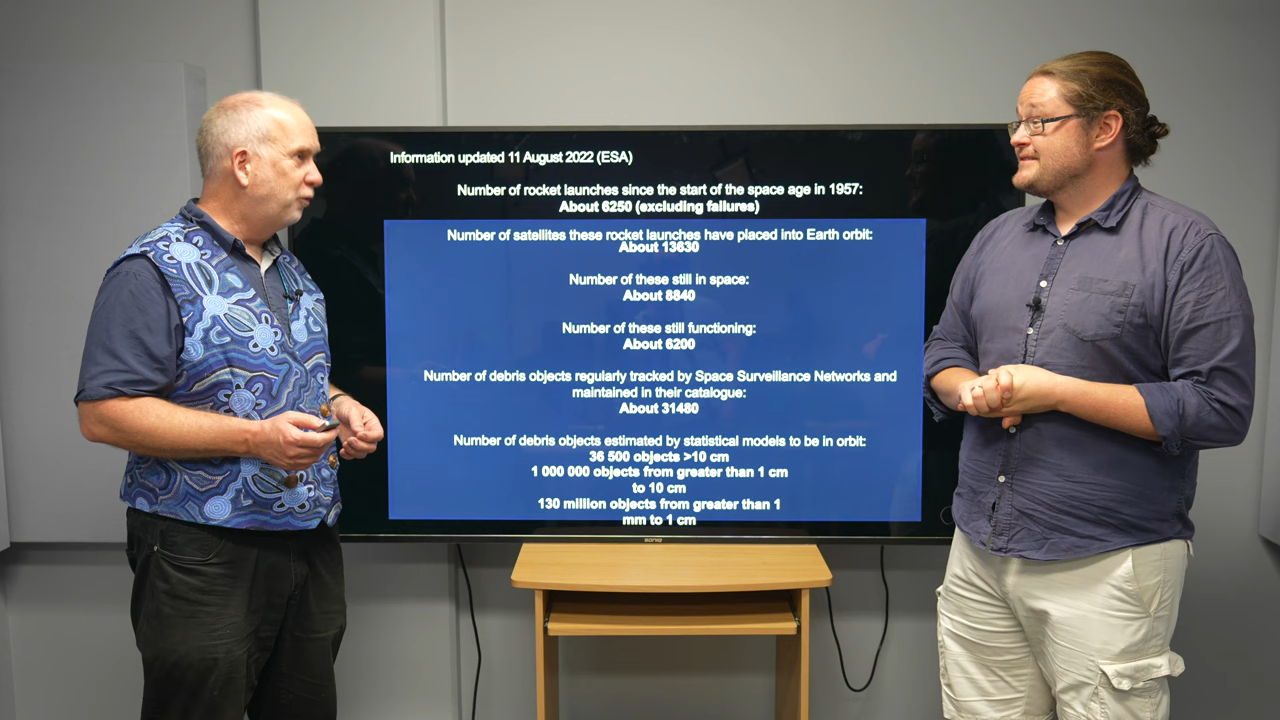 Information updated 11 August 2022 (ESA)
Number of rocket launches since the start of the space age in 1957:
About 6250 (excluding failures)
Number of satellites these rocket launches have placed into Earth orbit:
About 13630
Number of these still in space:
About 8840
Number of these still functioning:
About 6200
Number of debris objects regularly tracked by Space Surveillance Networks and
maintained in their catalogue:
About 31480
Number of debris objects estimated by statistical models to be in orbit:
36 500 objects >10 cm
1 000 000 objects from greater than 1 cm
to 10 cm
130 million objects from greater than 1
mm to 1 cm
soniq